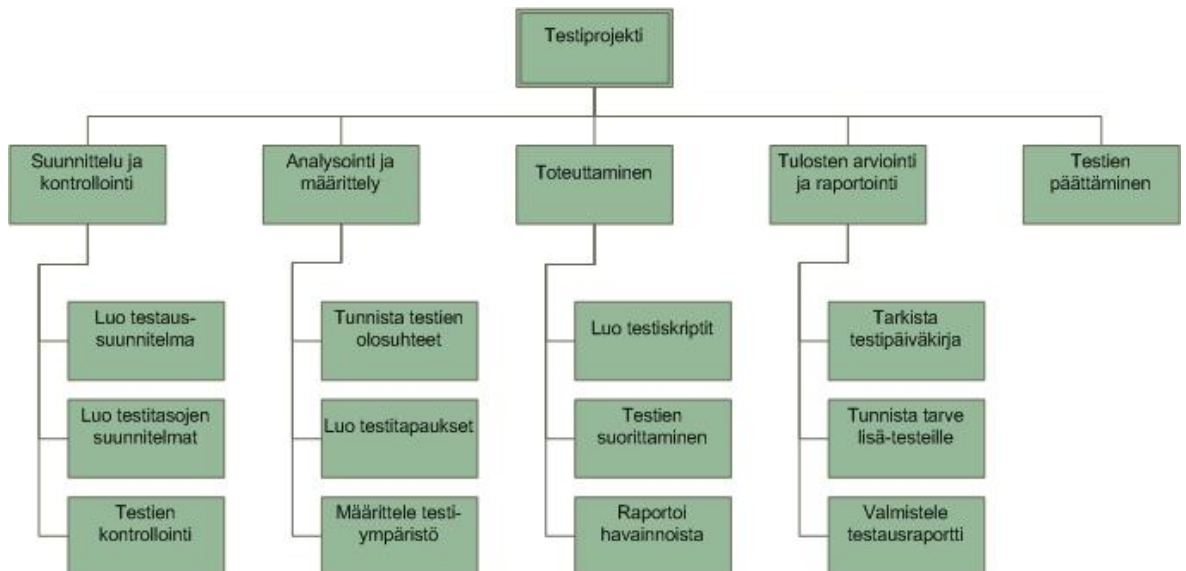 Testiprojekti
Suunnittelu ja
kontrollointi
Analysointi ja
määrittely
Toteuttaminen
Tulosten arviointi
ja raportointi
Testien
päättäminen
Luo testaus-
suunnitelma
Luo testitasojen
suunnitelmat
Testien
kontrollointi
Tunnista testien
olosuhteet
Luo testitapaukset
Määrittele testi-
ympäristö
Luo testiskriptit
Testien
suorittaminen
Raportoi
havainnoista
Tarkista
testipäiväkirja
Tunnista tarve
lisä-testeille
Valmistele
testausraportti